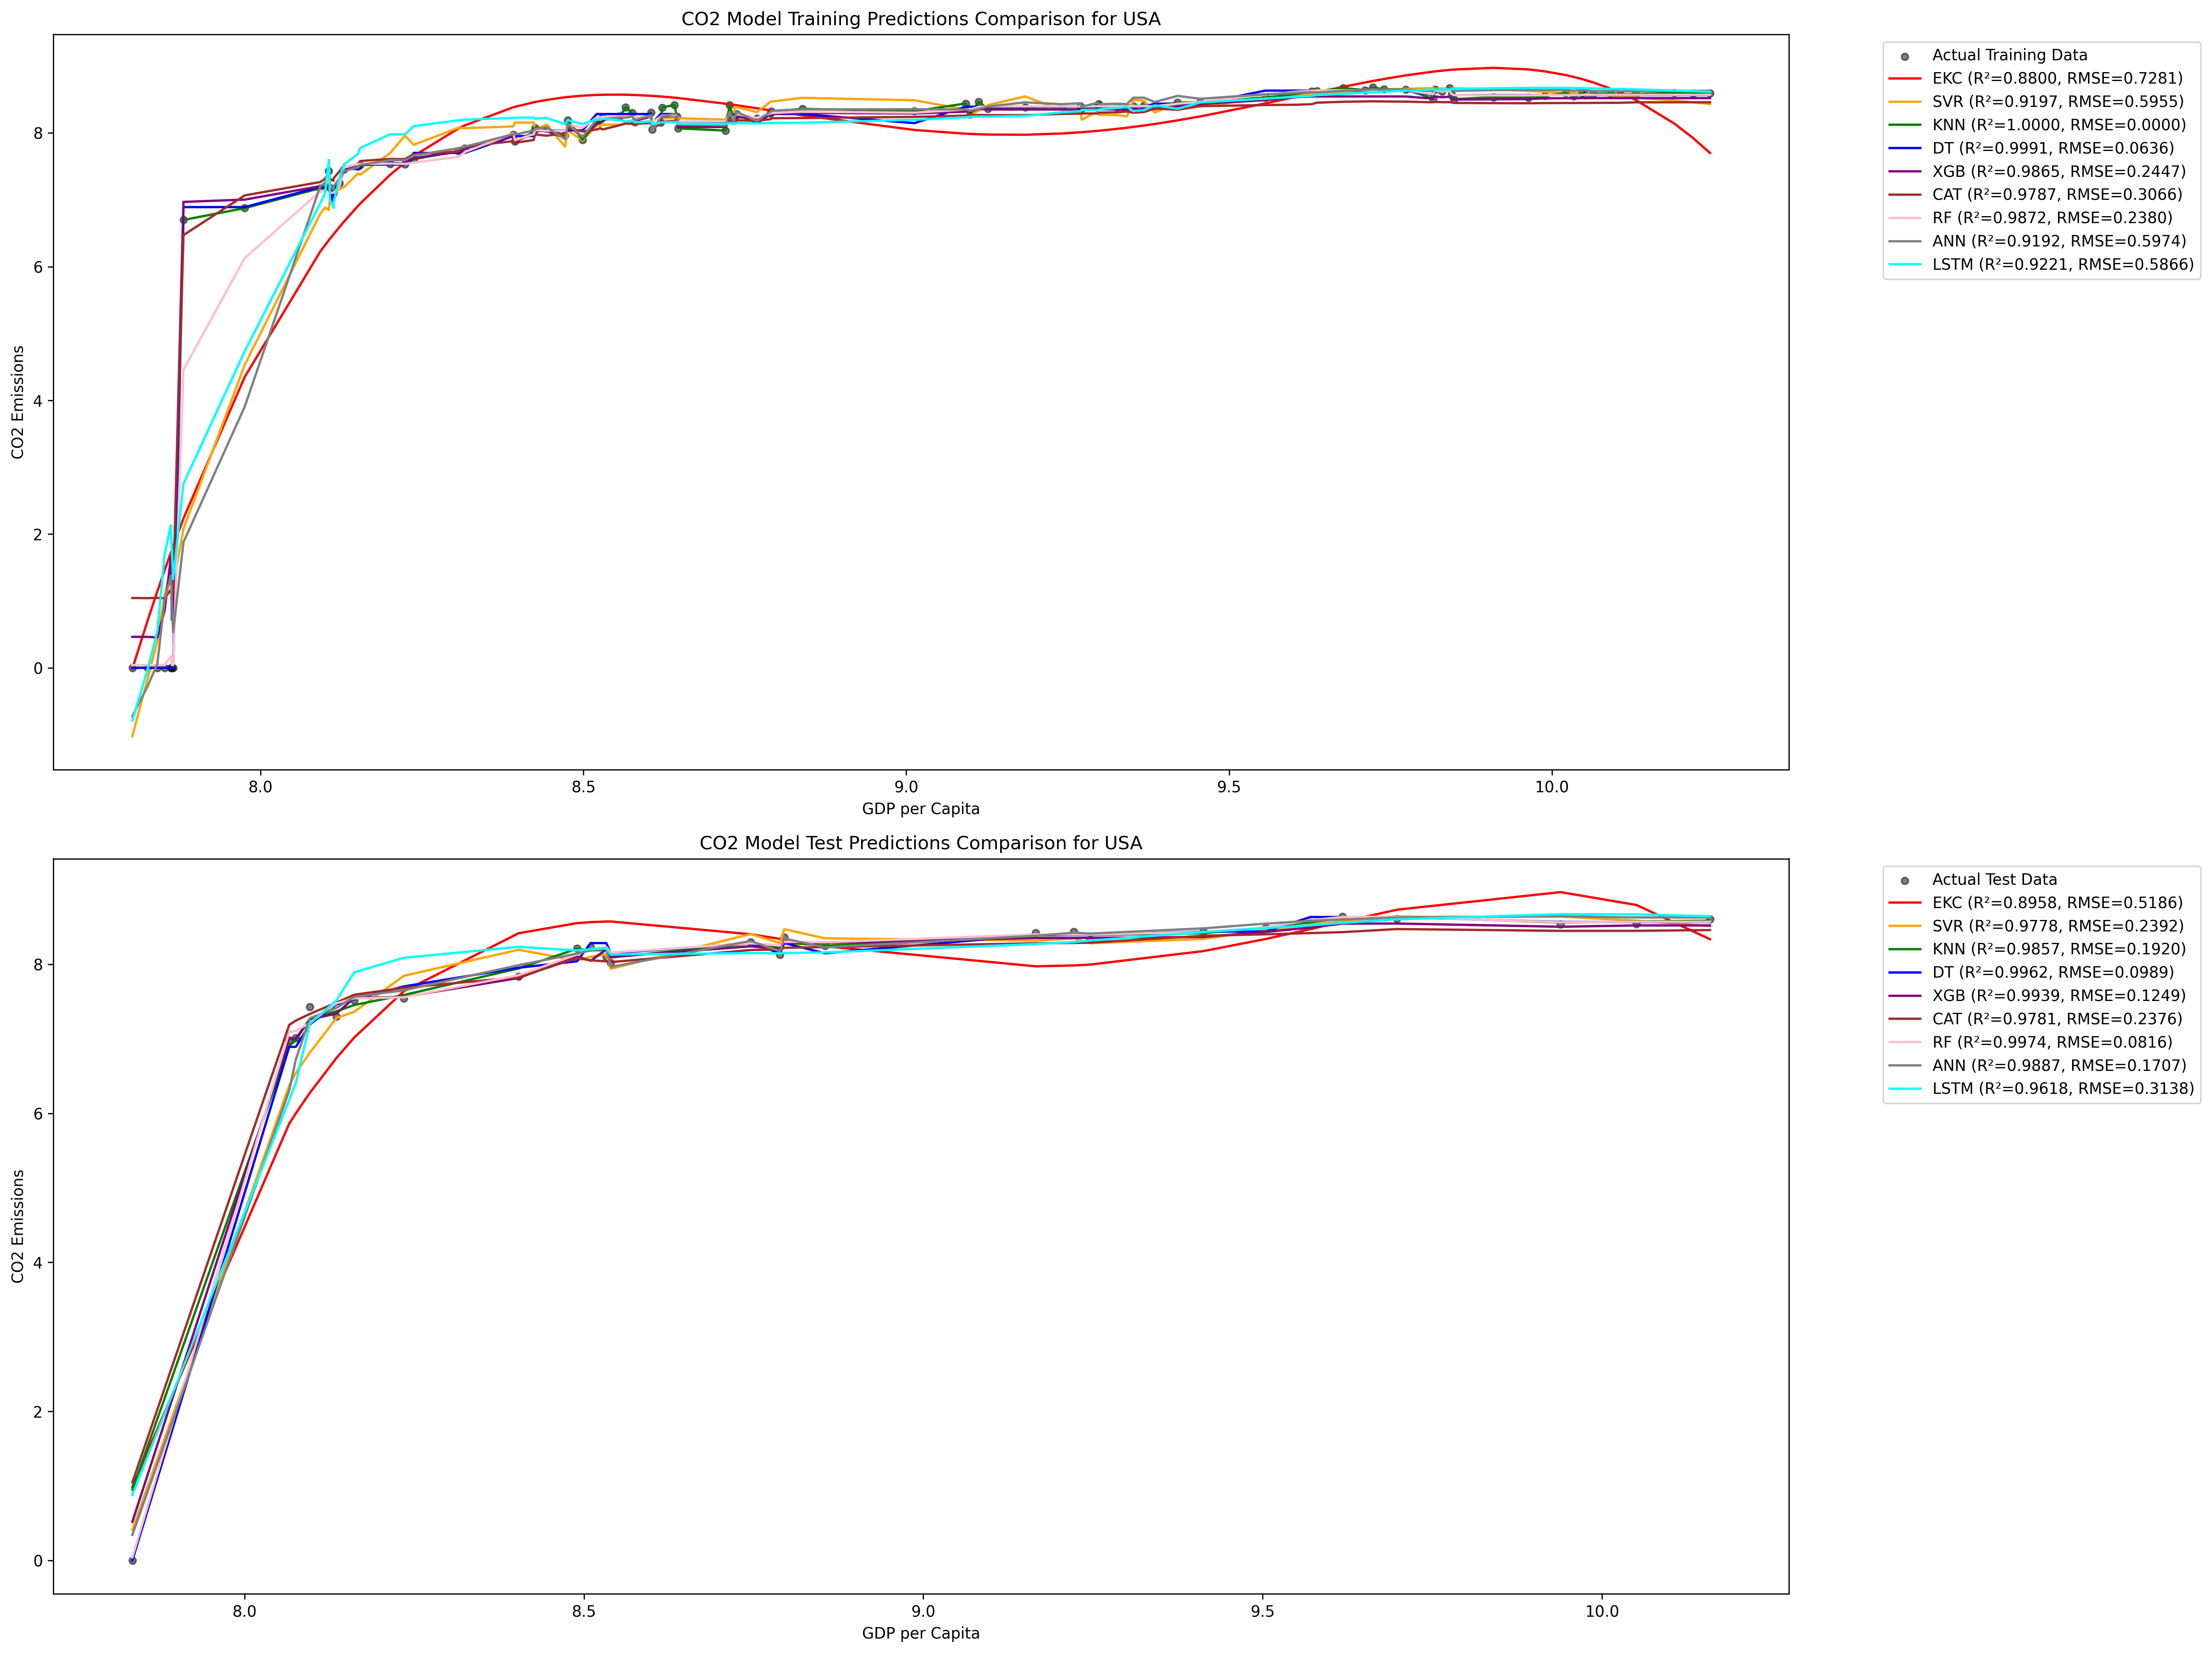 CO2 Model Training Predictions Comparison for USA
CO2 Emissions
8
6
4
2
0
8.0 8.5 9.0 9.5 10.0
GDP per Capita
Actual Training Data
EKC (R²=0.8800, RMSE=0.7281)
SVR (R²=0.9197, RMSE=0.5955)
KNN (R²=1.0000, RMSE=0.0000)
DT (R²=0.9991, RMSE=0.0636)
XGB (R²=0.9865, RMSE=0.2447)
CAT (R²=0.9787, RMSE=0.3066)
RF (R²=0.9872, RMSE=0.2380)
ANN (R²=0.9192, RMSE=0.5974)
LSTM (R²=0.9221, RMSE=0.5866)
CO2 Model Test Predictions Comparison for USA
CO2 Emissions
8
6
4
2
0
8.0 8.5 9.0 9.5 10.0
GDP per Capita
Actual Test Data
EKC (R²=0.8958, RMSE=0.5186)
SVR (R²=0.9778, RMSE=0.2392)
KNN (R²=0.9857, RMSE=0.1920)
DT (R²=0.9962, RMSE=0.0989)
XGB (R²=0.9939, RMSE=0.1249)
CAT (R²=0.9781, RMSE=0.2376)
RF (R²=0.9974, RMSE=0.0816)
ANN (R²=0.9887, RMSE=0.1707)
LSTM (R²=0.9618, RMSE=0.3138)